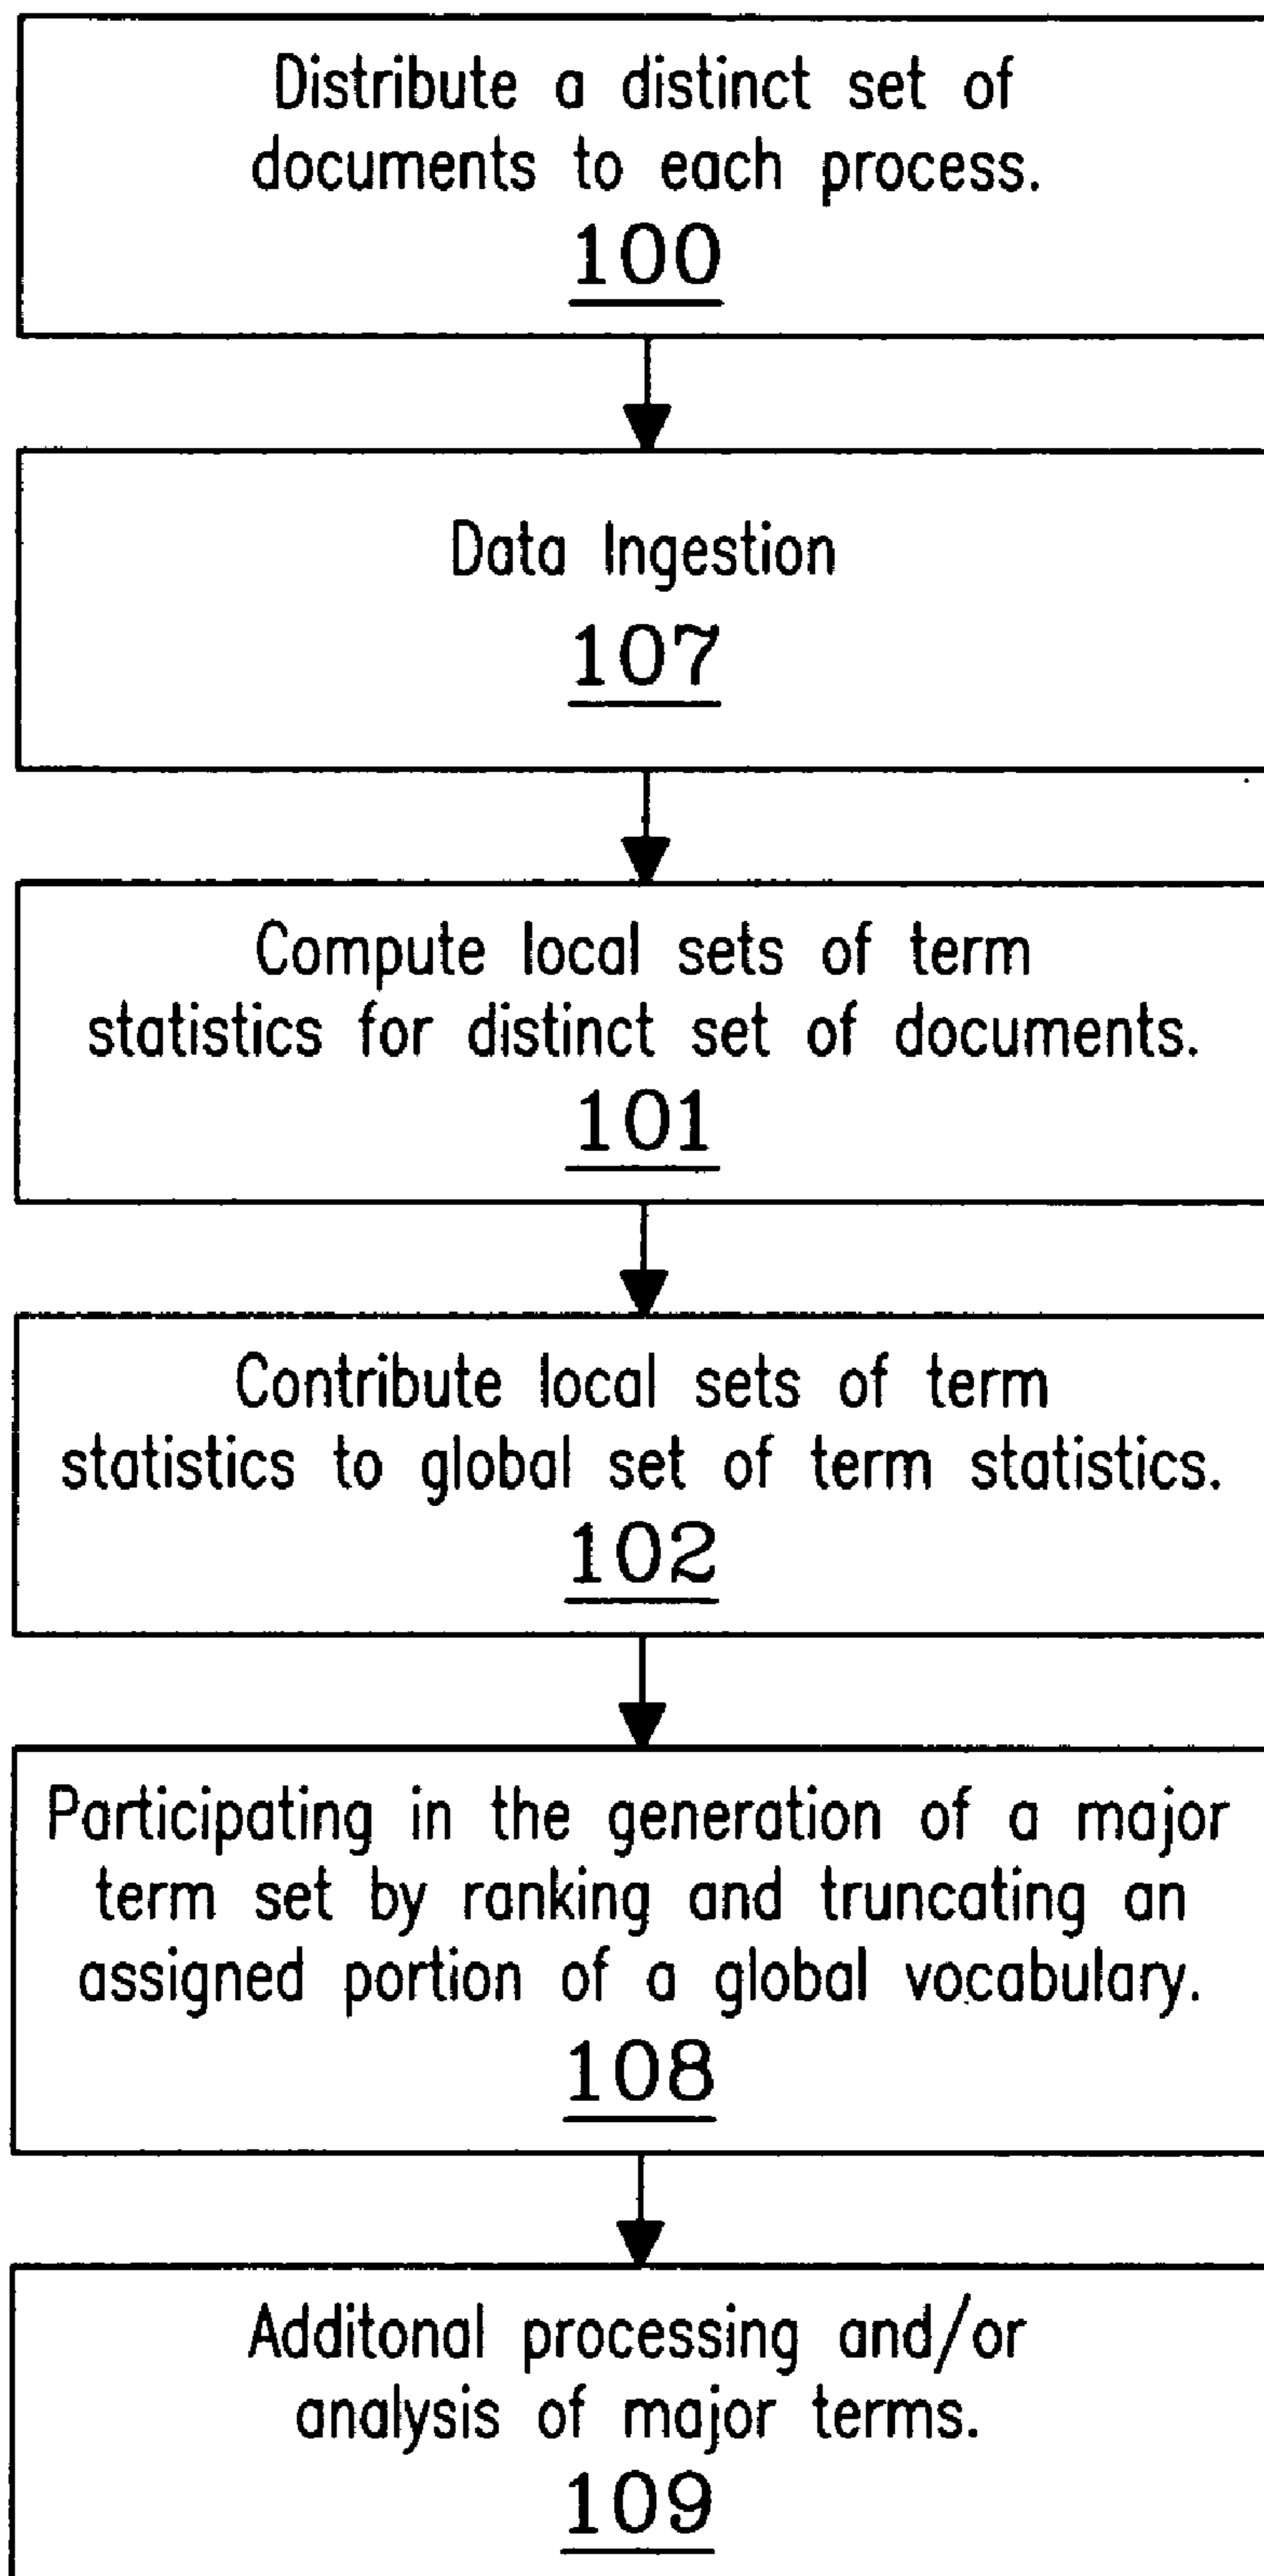 Distribute a distinct set of
documents to each process.
100
Data Ingestion
107
Compute local sets of term
statistics for distinct set of documents.
101
Contribute local sets of term
statistics to global set of term statistics.
102
Participating in the generation of a major
term set by ranking and truncating an
assigned portion of a global vocabulary.
108
Additonal processing and/or
analysis of major terms.
109